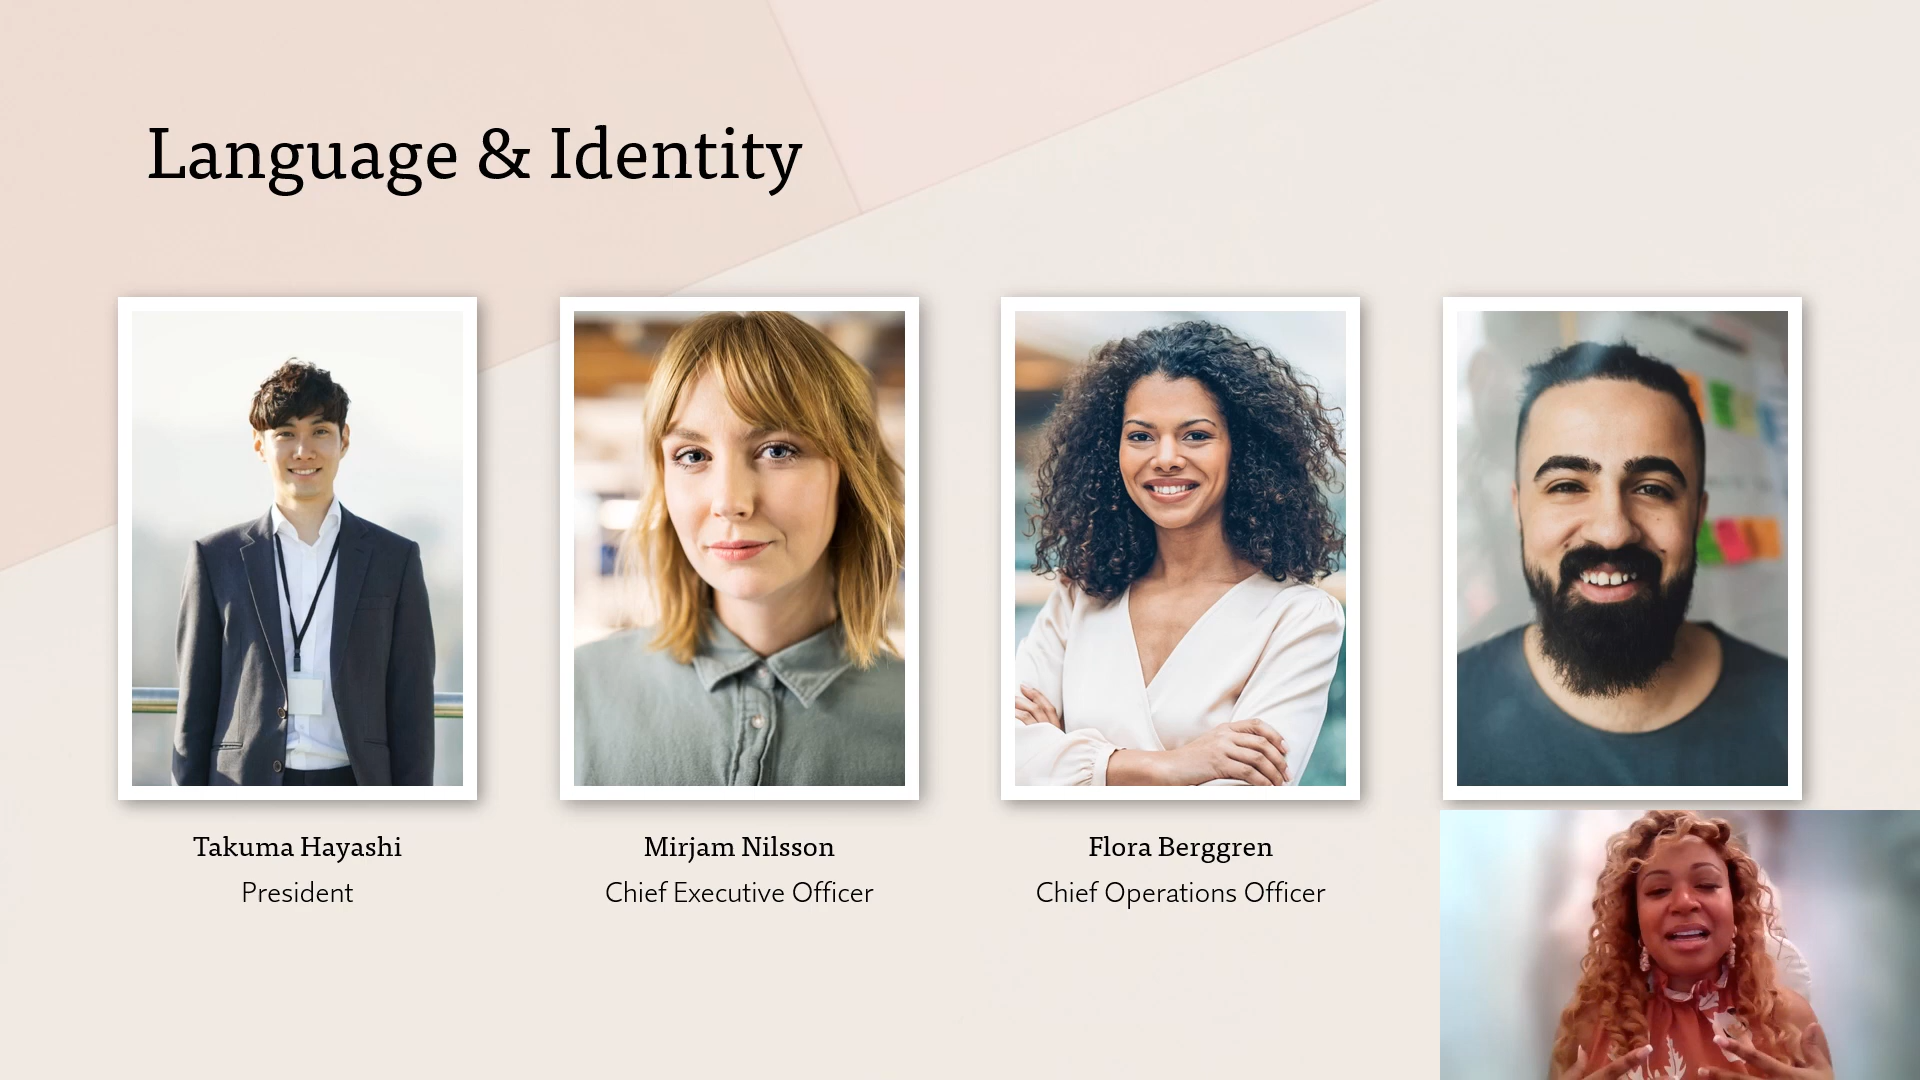 Language & Identity
Takuma Hayashi
President
Mirjam Nilsson
Chief Executive Officer
Flora Berggren
Chief Operations Officer